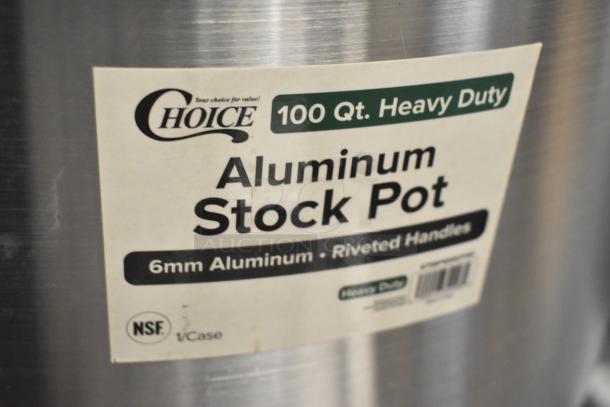 Your choice for value!
CHOICE
100 Qt. Heavy Duty
Aluminum
Stock Pot
AUCTION
6mm Aluminum • Riveted Handles
Heavy Duty
NSF.
1/Case